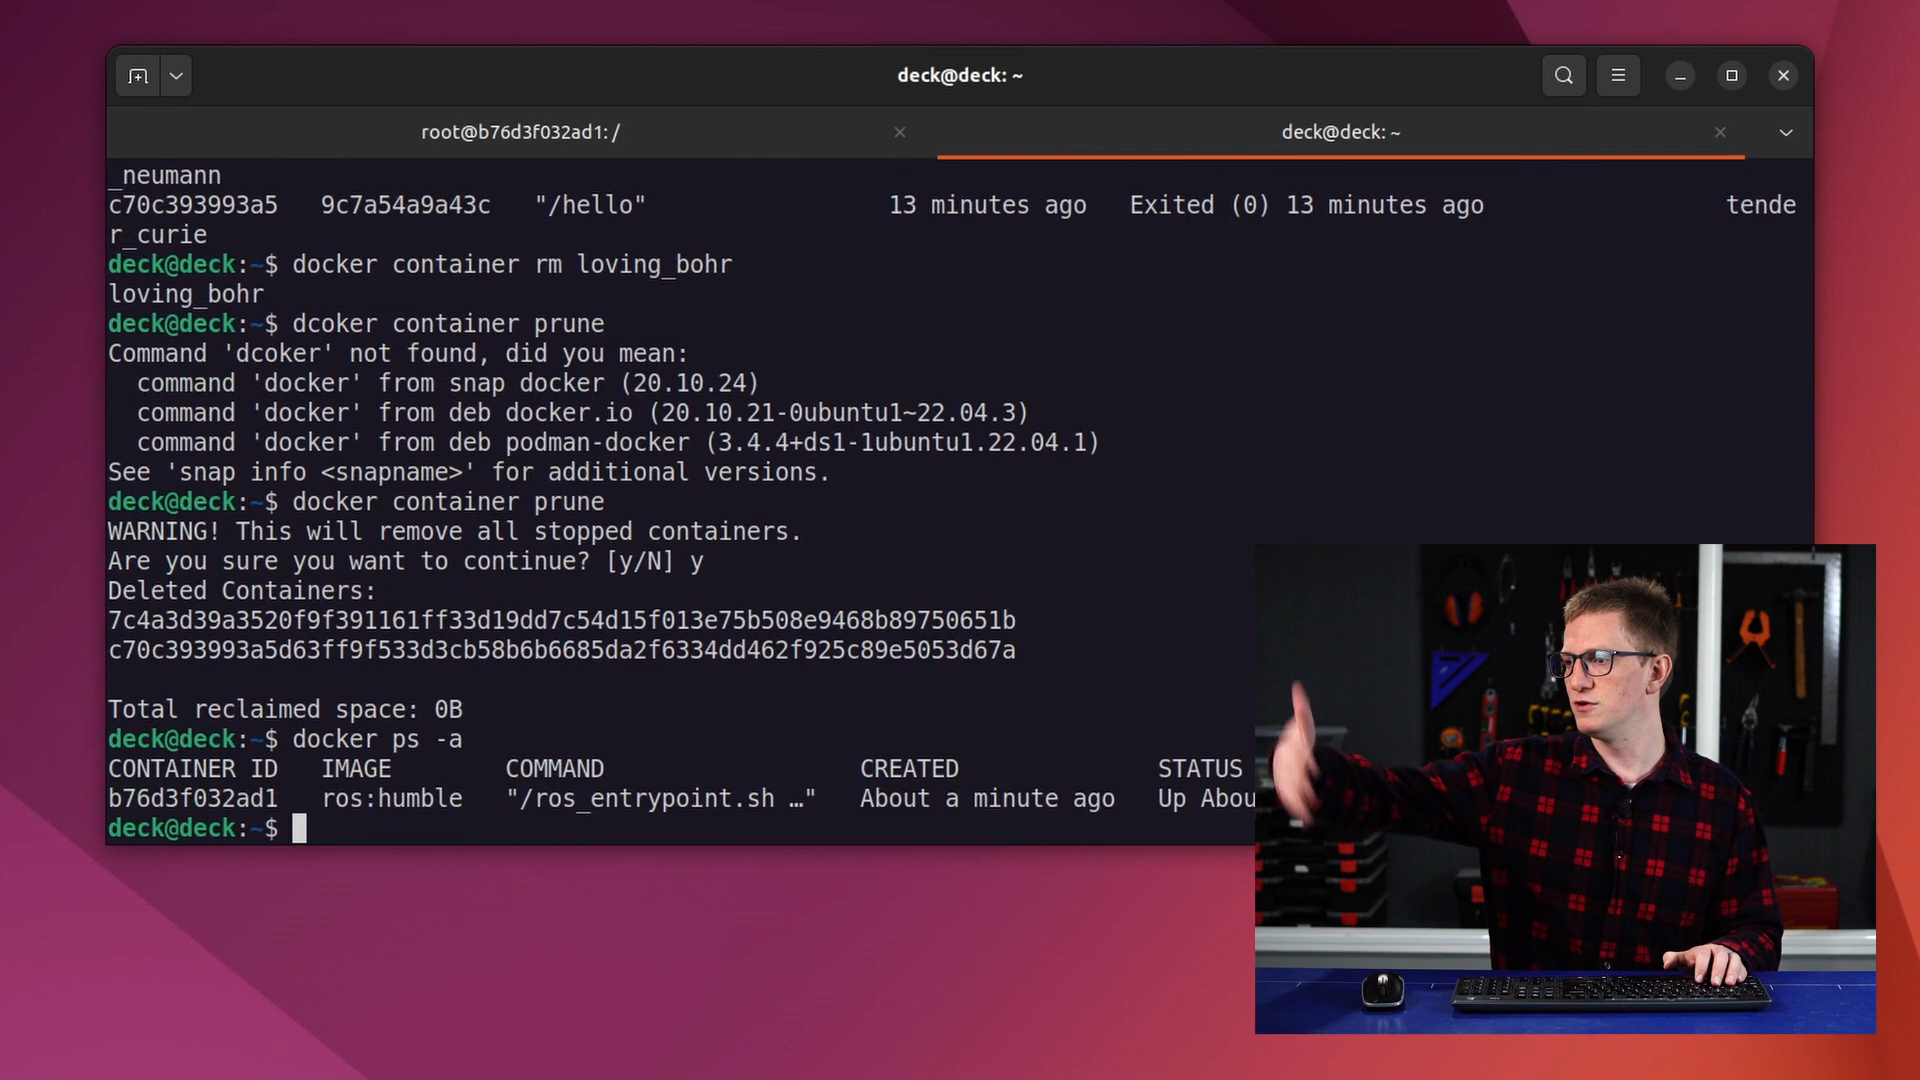 deck@deck: ~
root@b76d3f032ad1: /
deck@deck: ~
_neumann
c70c393993a5   9c7a54a9a43c   "/hello"                 13 minutes ago   Exited (0) 13 minutes ago                 tende
r_curie
deck@deck:~$ docker container rm loving_bohr
loving_bohr
deck@deck:~$ dcoker container prune
Command 'dcoker' not found, did you mean:
  command 'docker' from snap docker (20.10.24)
  command 'docker' from deb docker.io (20.10.21-0ubuntu1~22.04.3)
  command 'docker' from deb podman-docker (3.4.4+ds1-1ubuntu1.22.04.1)
See 'snap info <snapname>' for additional versions.
deck@deck:~$ docker container prune
WARNING! This will remove all stopped containers.
Are you sure you want to continue? [y/N] y
Deleted Containers:
7c4a3d39a3520f9f391161ff33d19dd7c54d15f013e75b508e9468b89750651b
c70c393993a5d63ff9f533d3cb58b6b6685da2f6334dd462f925c89e5053d67a
Total reclaimed space: 0B
deck@deck:~$ docker ps -a
CONTAINER ID   IMAGE        COMMAND                  CREATED              STATUS
b76d3f032ad1   ros:humble   "/ros_entrypoint.sh …"   About a minute ago   Up Abou
deck@deck:~$